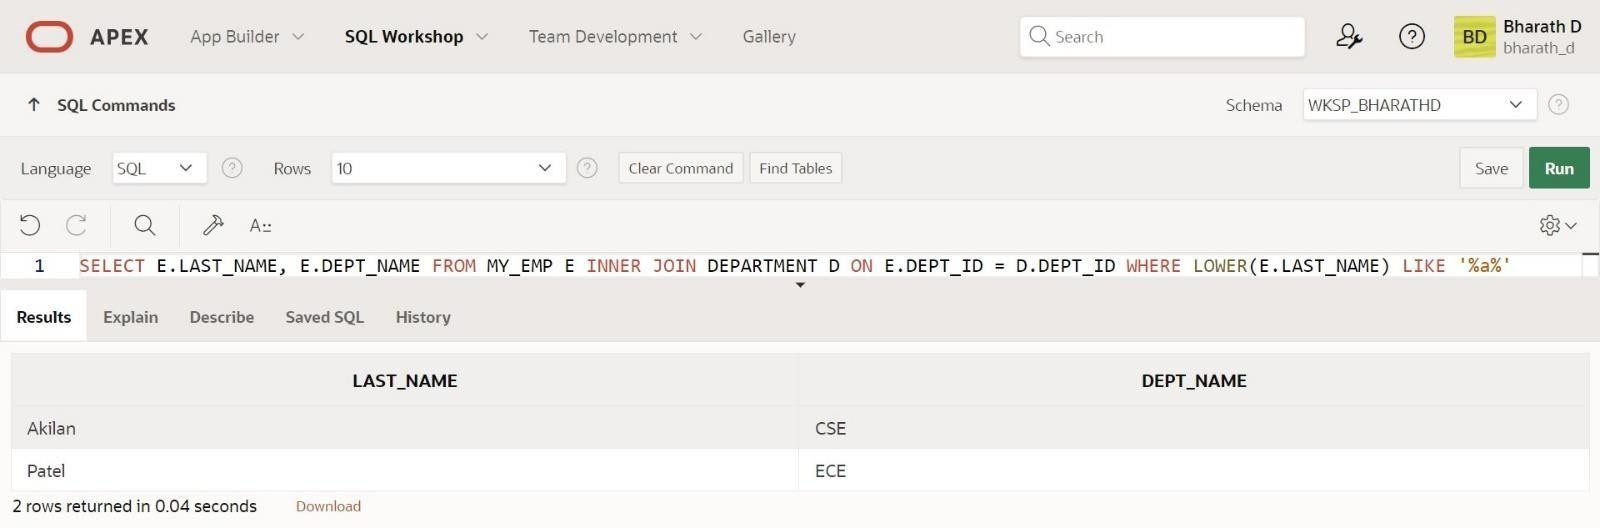 APEX App Builder SQL Workshop Team Development Gallery Search ? BD Bharath D
bharath_d
SQL Commands Schema WKSP_BHARATHD ?
Language SQL ? Rows 10 ? Clear Command Find Tables Save Run
A::
1 SELECT E.LAST_NAME, E.DEPT_NAME FROM MY_EMP E INNER JOIN DEPARTMENT D ON E.DEPT_ID = D.DEPT_ID WHERE LOWER(E.LAST_NAME) LIKE '%a%'
Results Explain Describe Saved SQL History
LAST_NAME DEPT_NAME
Akilan CSE
Patel ECE
2 rows returned in 0.04 seconds Download